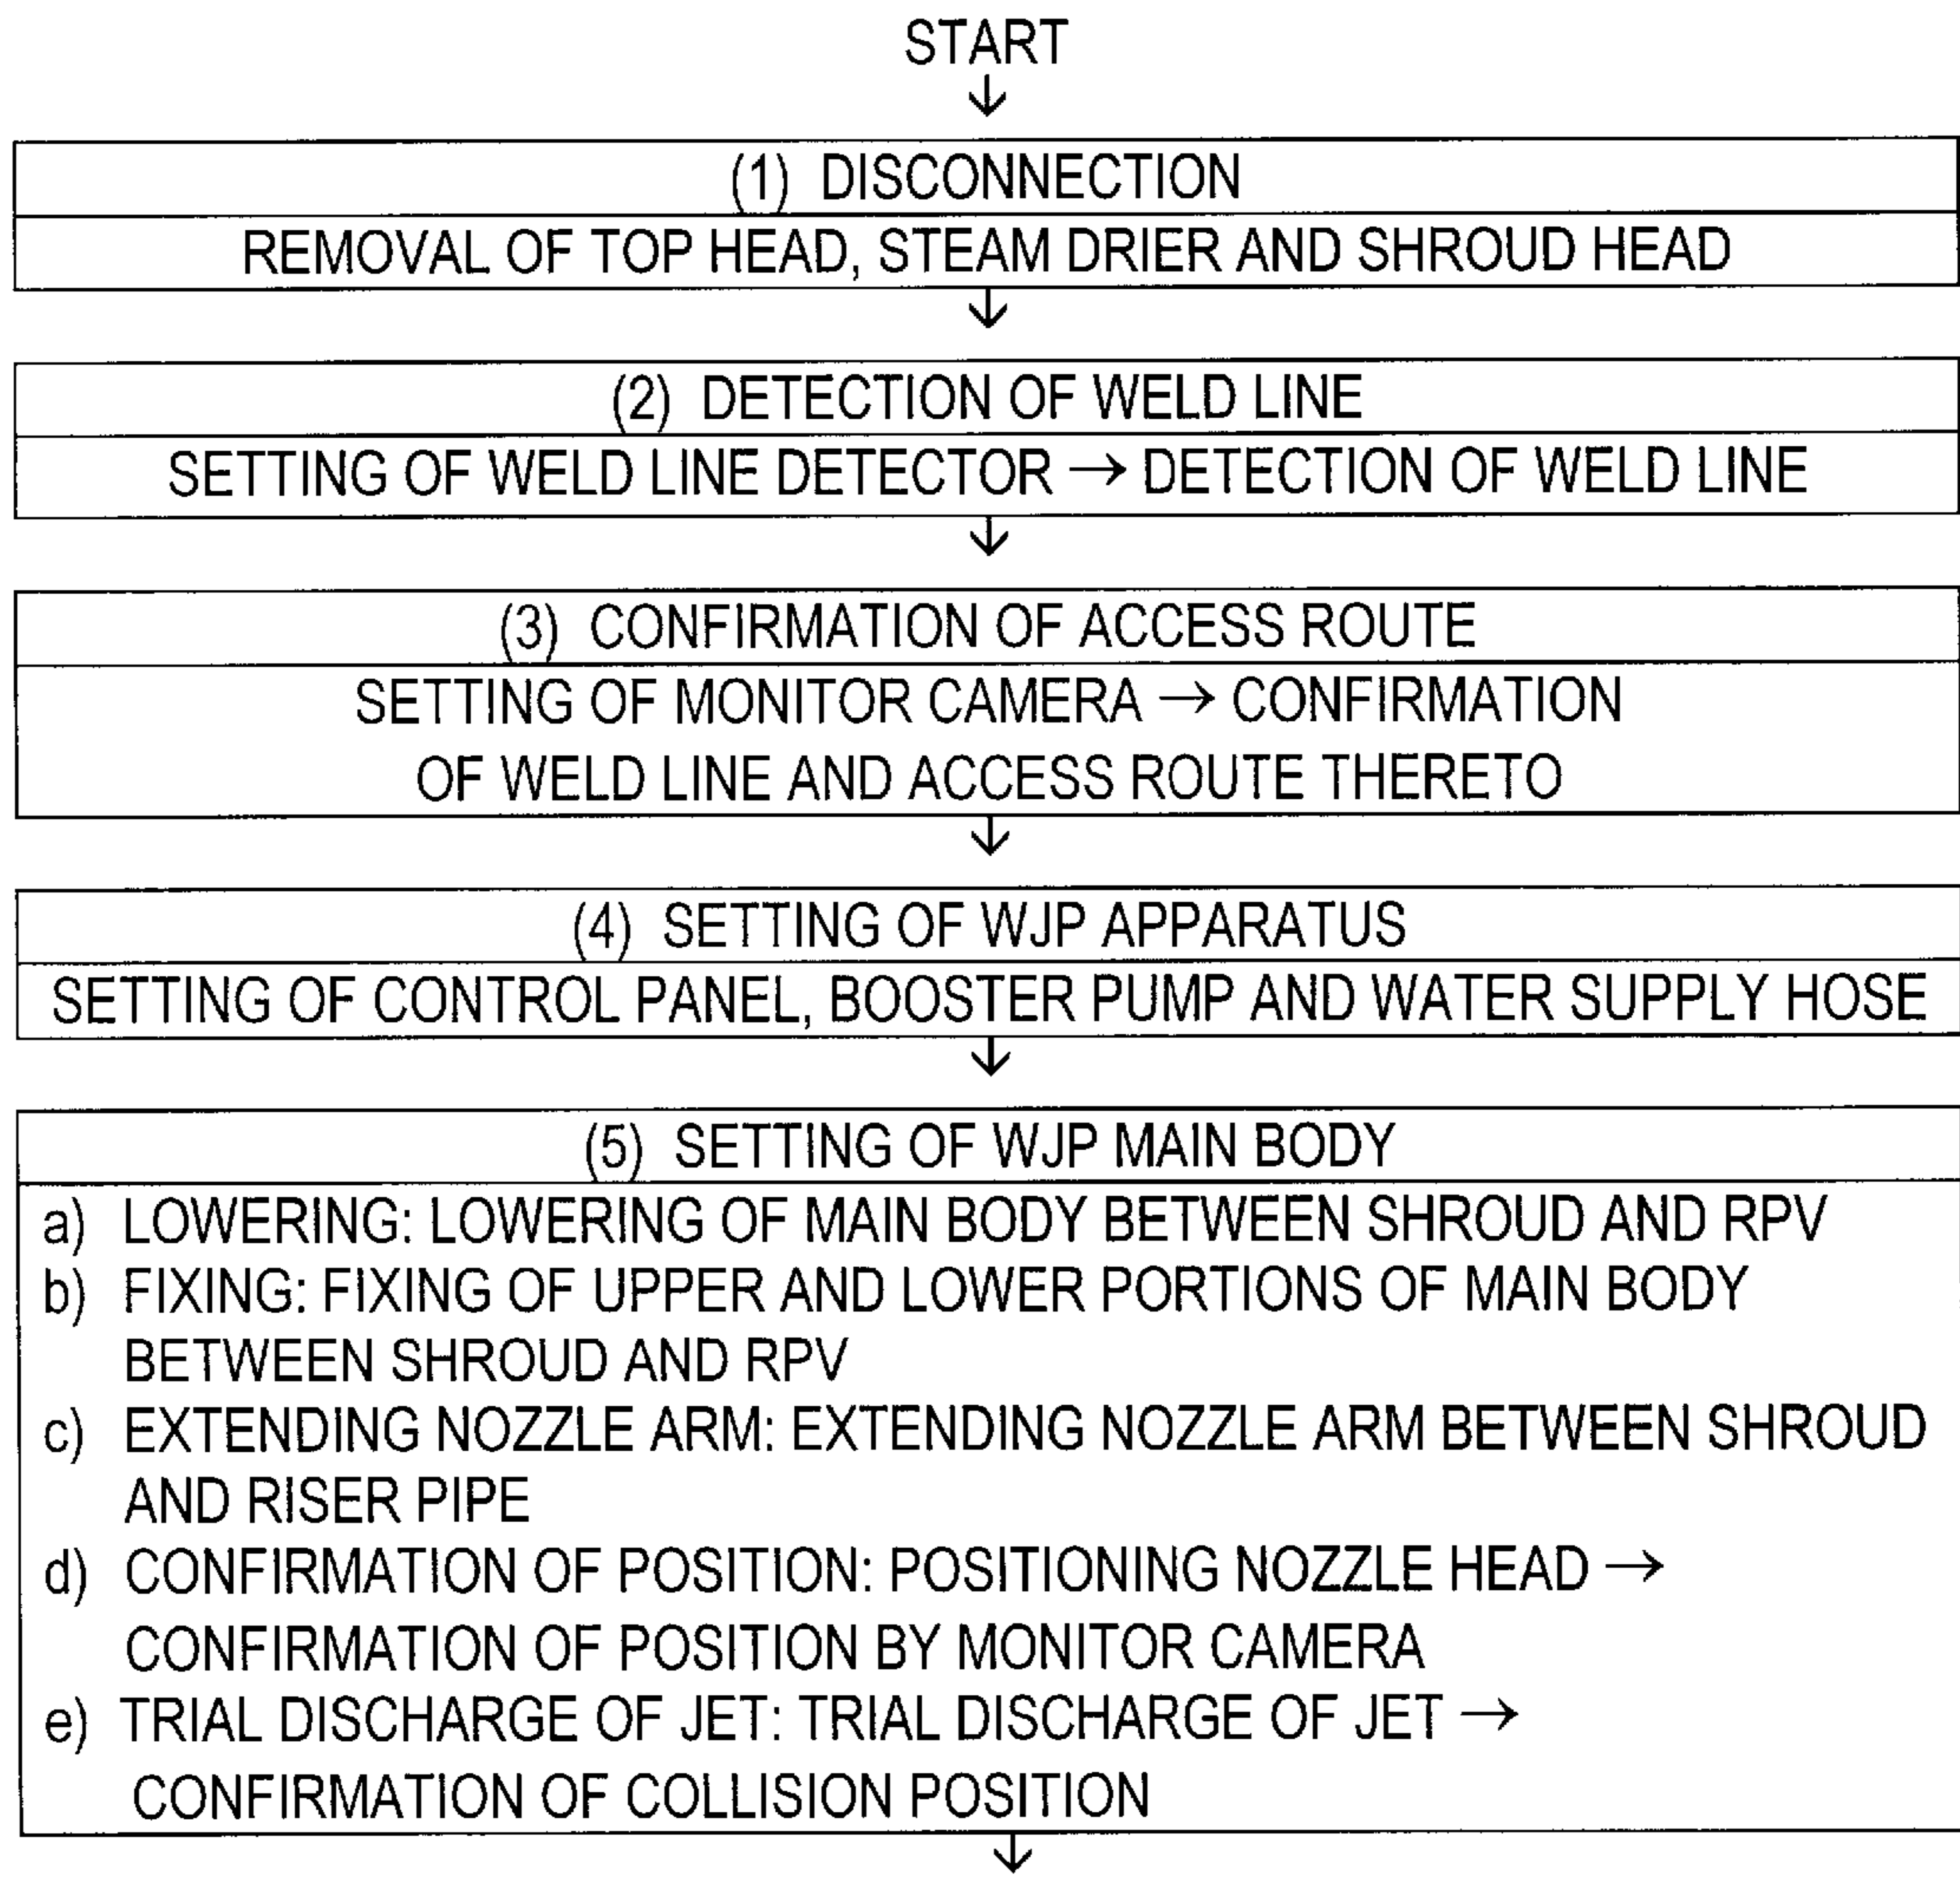 START
↓
(1) DISCONNECTION
REMOVAL OF TOP HEAD, STEAM DRIER AND SHROUD HEAD
↓
(2) DETECTION OF WELD LINE
SETTING OF WELD LINE DETECTOR → DETECTION OF WELD LINE
↓
(3) CONFIRMATION OF ACCESS ROUTE
SETTING OF MONITOR CAMERA → CONFIRMATION
OF WELD LINE AND ACCESS ROUTE THERETO
↓
(4) SETTING OF WJP APPARATUS
SETTING OF CONTROL PANEL, BOOSTER PUMP AND WATER SUPPLY HOSE
↓
(5) SETTING OF WJP MAIN BODY
a) LOWERING: LOWERING OF MAIN BODY BETWEEN SHROUD AND RPV
b) FIXING: FIXING OF UPPER AND LOWER PORTIONS OF MAIN BODY
BETWEEN SHROUD AND RPV
c) EXTENDING NOZZLE ARM: EXTENDING NOZZLE ARM BETWEEN SHROUD
AND RISER PIPE
d) CONFIRMATION OF POSITION: POSITIONING NOZZLE HEAD →
CONFIRMATION OF POSITION BY MONITOR CAMERA
e) TRIAL DISCHARGE OF JET: TRIAL DISCHARGE OF JET →
CONFIRMATION OF COLLISION POSITION
↓